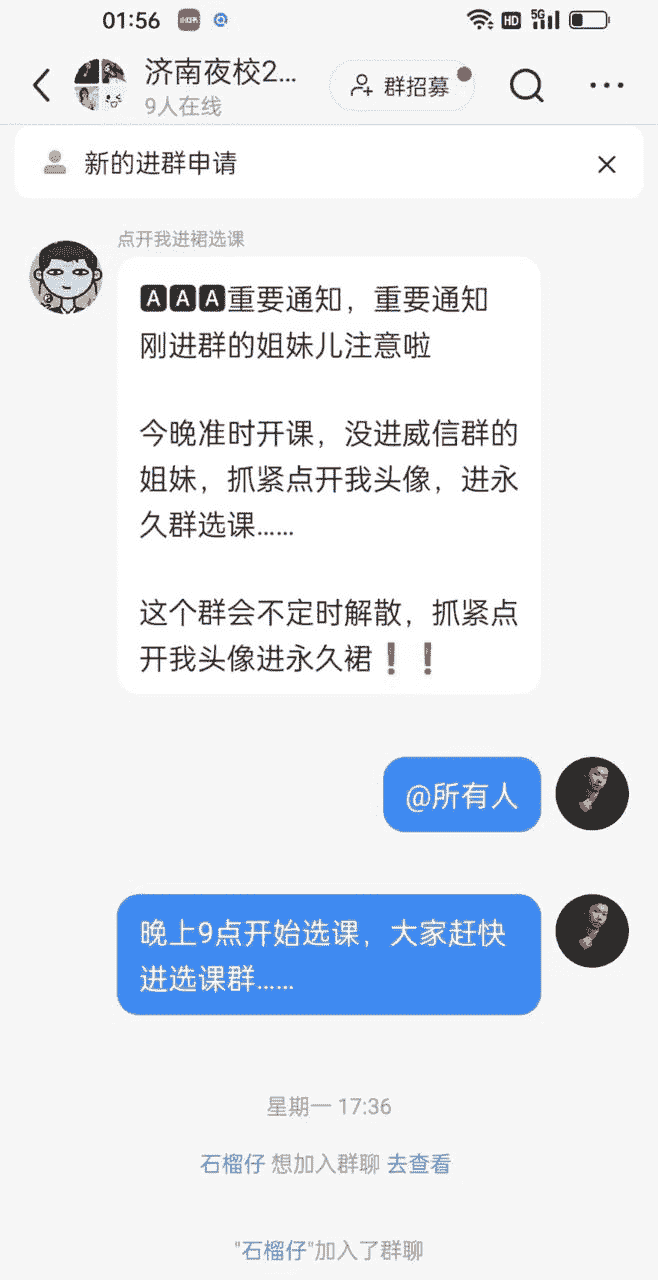 01:56
HD
5G
济南夜校2...
9人在线
群招募
新的进群申请
点开我进裙选课
🅰🅰🅰重要通知，重要通知
刚进群的姐妹儿注意啦
今晚准时开课，没进威信群的
姐妹，抓紧点开我头像，进永
久群选课……
这个群会不定时解散，抓紧点
开我头像进永久裙❗❗
@所有人
晚上9点开始选课，大家赶快
进选课群……
星期一 17:36
石榴仔 想加入群聊 去查看
"石榴仔"加入了群聊